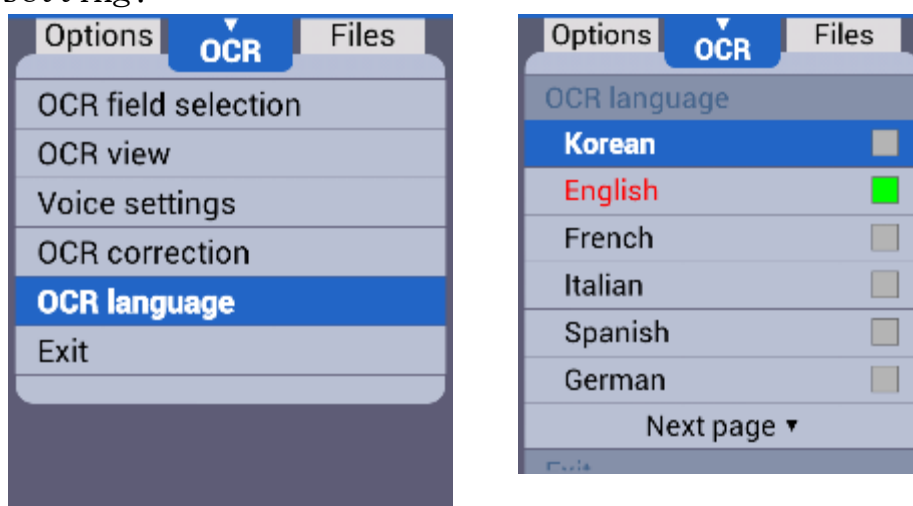 Options OCR Files
OCR field selection
OCR view
Voice settings
OCR correction
OCR language
Exit
Options OCR Files
OCR language
Korean
English
French
Italian
Spanish
German
Next page ▼